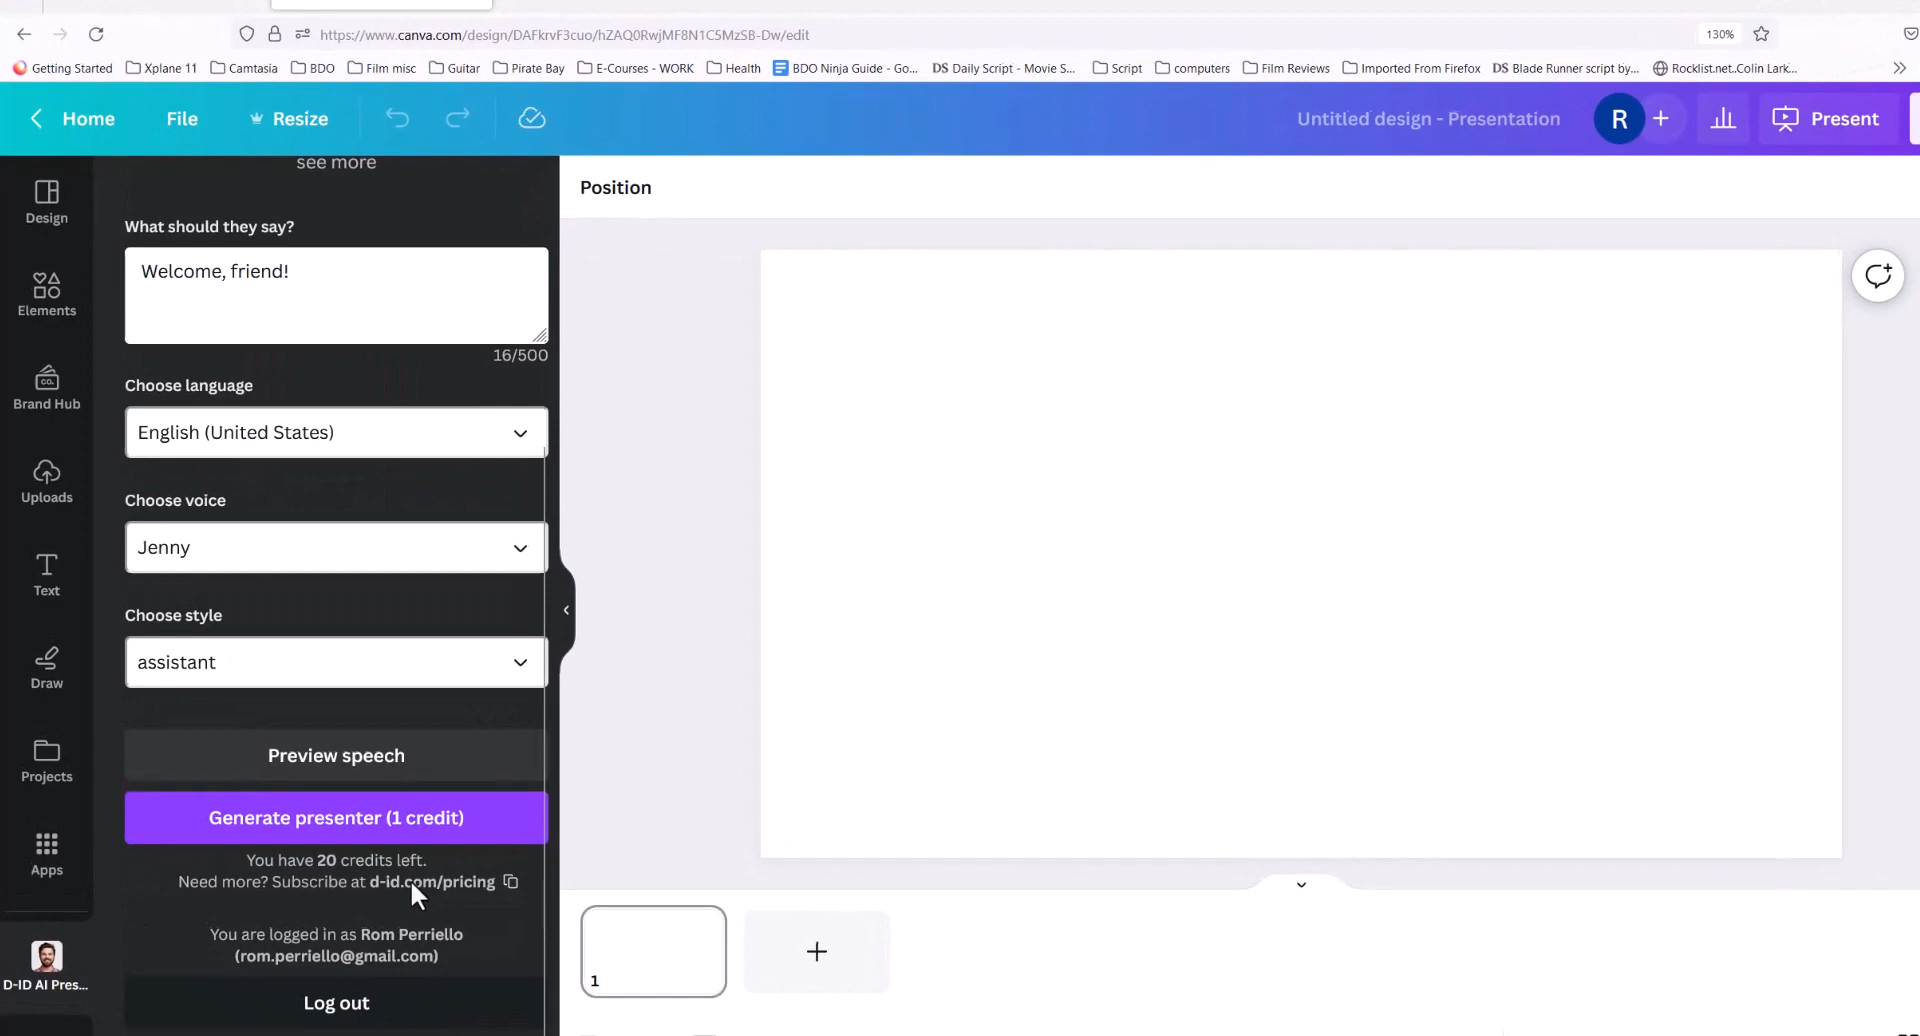 https://www.canva.com/design/DAFkrvF3cuo/hZAQ0RwjMF8N1C5MzSB-Dw/edit
130%
Getting Started
Xplane 11
Camtasia
BDO
Film misc
Guitar
Pirate Bay
E-Courses - WORK
Health
BDO Ninja Guide - Go...
DS Daily Script - Movie S...
Script
computers
Film Reviews
Imported From Firefox
DS Blade Runner script by...
Rocklist.net..Colin Lark...
Home
File
Resize
Untitled design - Presentation
R
Present
see more
Position
Design
Elements
CO.
Brand Hub
Uploads
Text
Draw
Projects
Apps
D-ID AI Pres...
What should they say?
Welcome, friend!
16/500
Choose language
English (United States)
Choose voice
Jenny
Choose style
assistant
Preview speech
Generate presenter (1 credit)
You have 20 credits left.
Need more? Subscribe at d-id.com/pricing
You are logged in as Rom Perriello
(rom.perriello@gmail.com)
Log out
1